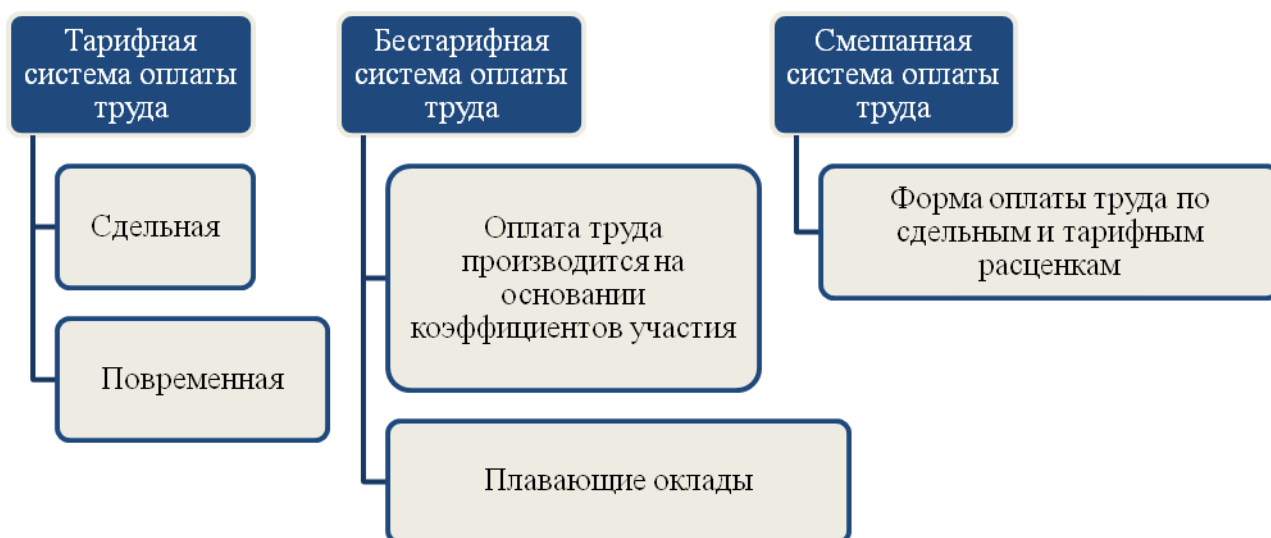 Тарифная
система оплаты
труда
Сдельная
Повременная
Бестарифная
система оплаты
труда
Оплата труда
производится на
основании
коэффициентов участия
Плавающие оклады
Смешанная
система оплаты
труда
Форма оплаты труда по
сдельным и тарифным
расценкам